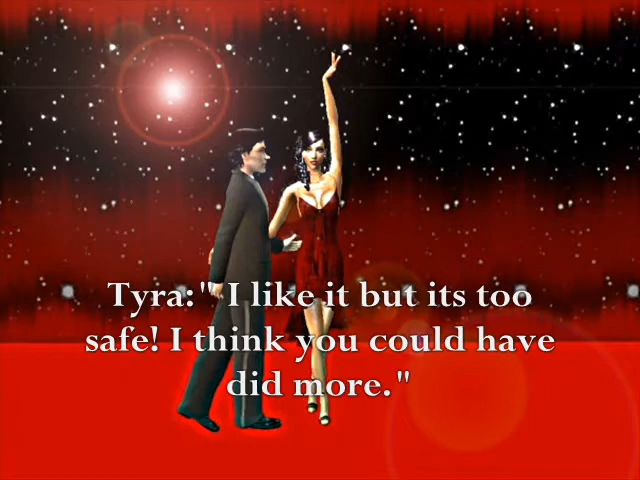 Tyra:" I like it but its too
safe! I think you could have
did more."